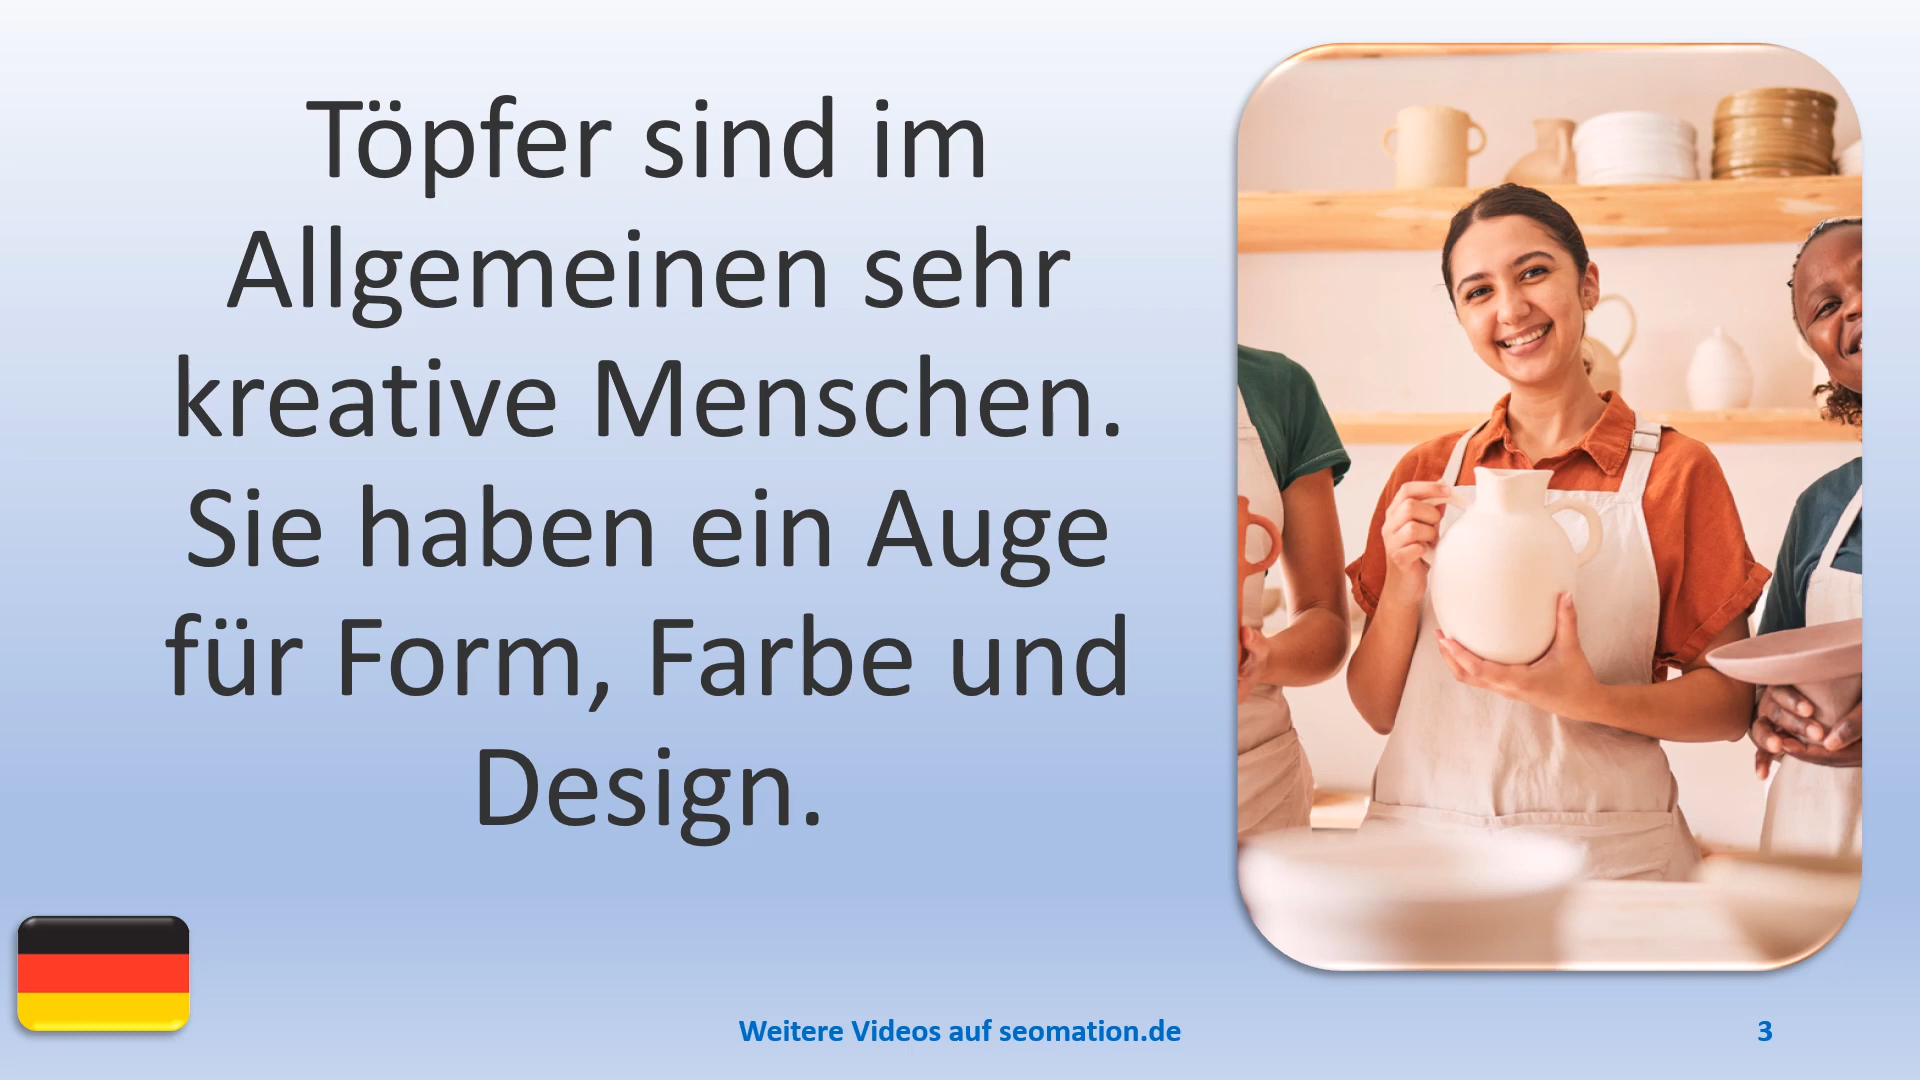 Töpfer sind im
Allgemeinen sehr
kreative Menschen.
Sie haben ein Auge
für Form, Farbe und
Design.
Weitere Videos auf seomation.de
3